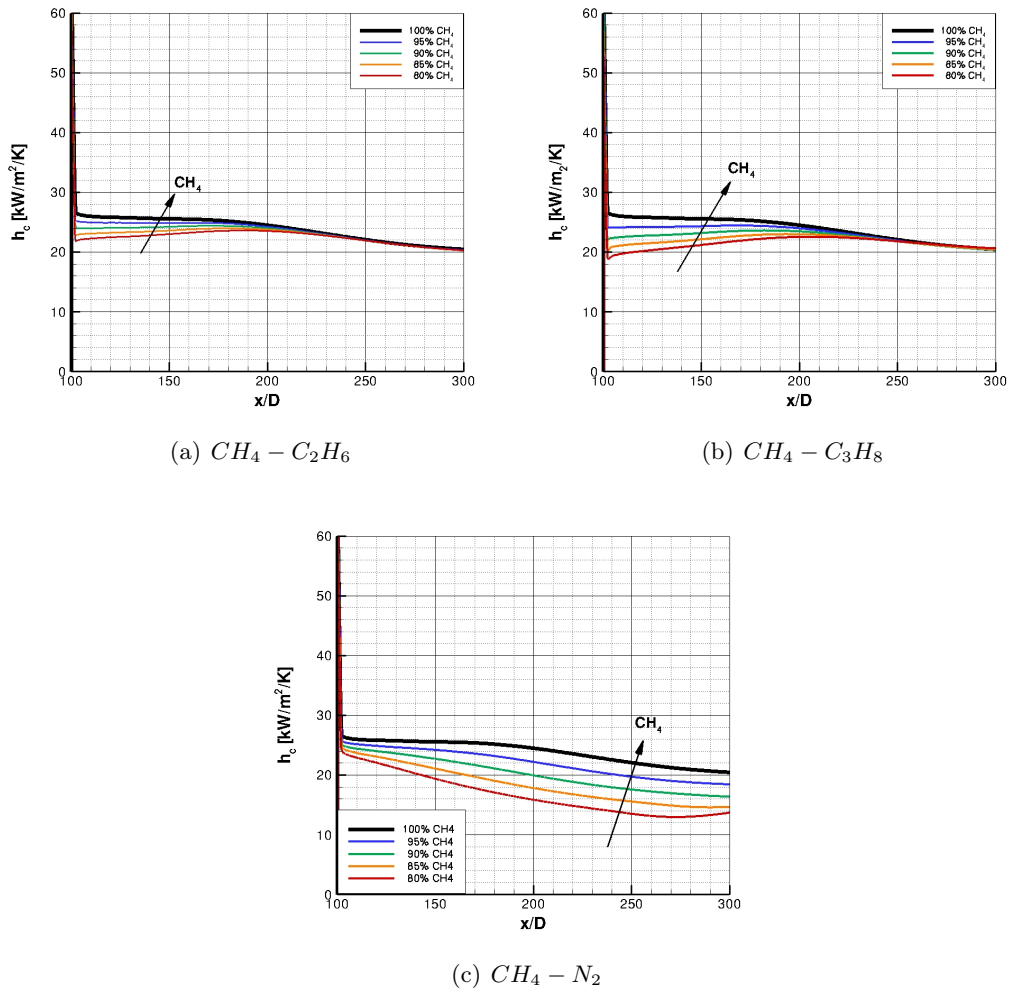 60
50
40
30
20
10
0
h_c [kW/m²/K]
100% CH₄
95% CH₄
90% CH₄
85% CH₄
80% CH₄
CH₄
100 150 200 250 300
x/D
(a) CH₄ − C₂H₆
60
50
40
30
20
10
0
h_c [kW/m₂/K]
100% CH₄
95% CH₄
90% CH₄
85% CH₄
80% CH₄
CH₄
100 150 200 250 300
x/D
(b) CH₄ − C₃H₈
60
50
40
30
20
10
0
h_c [kW/m²/K]
CH₄
100% CH4
95% CH4
90% CH4
85% CH4
80% CH4
100 150 200 250 300
x/D
(c) CH₄ − N₂